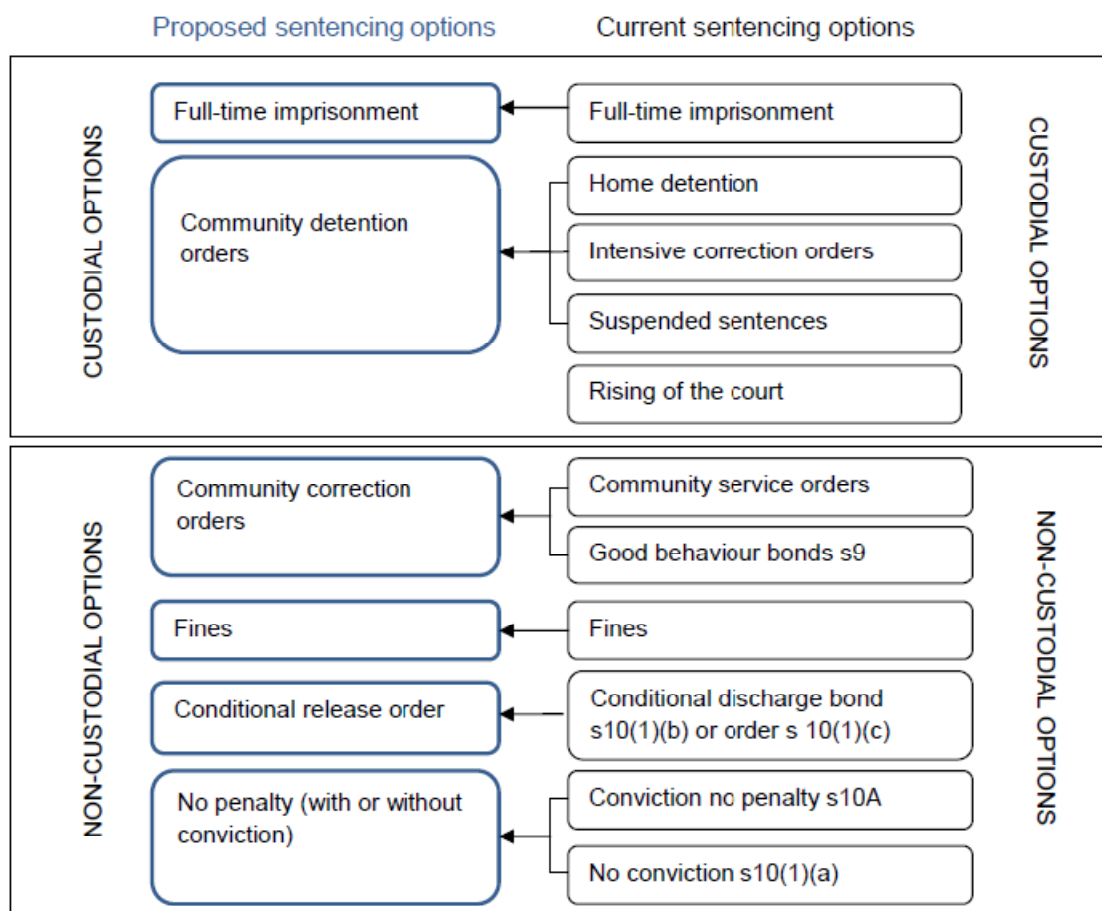 Proposed sentencing options
Current sentencing options
CUSTODIAL OPTIONS
Full-time imprisonment
Full-time imprisonment
Community detention
orders
Home detention
Intensive correction orders
Suspended sentences
Rising of the court
CUSTODIAL OPTIONS
NON-CUSTODIAL OPTIONS
Community correction
orders
Community service orders
Good behaviour bonds s9
Fines
Fines
Conditional release order
Conditional discharge bond
s10(1)(b) or order s 10(1)(c)
No penalty (with or without
conviction)
Conviction no penalty s10A
No conviction s10(1)(a)
NON-CUSTODIAL OPTIONS